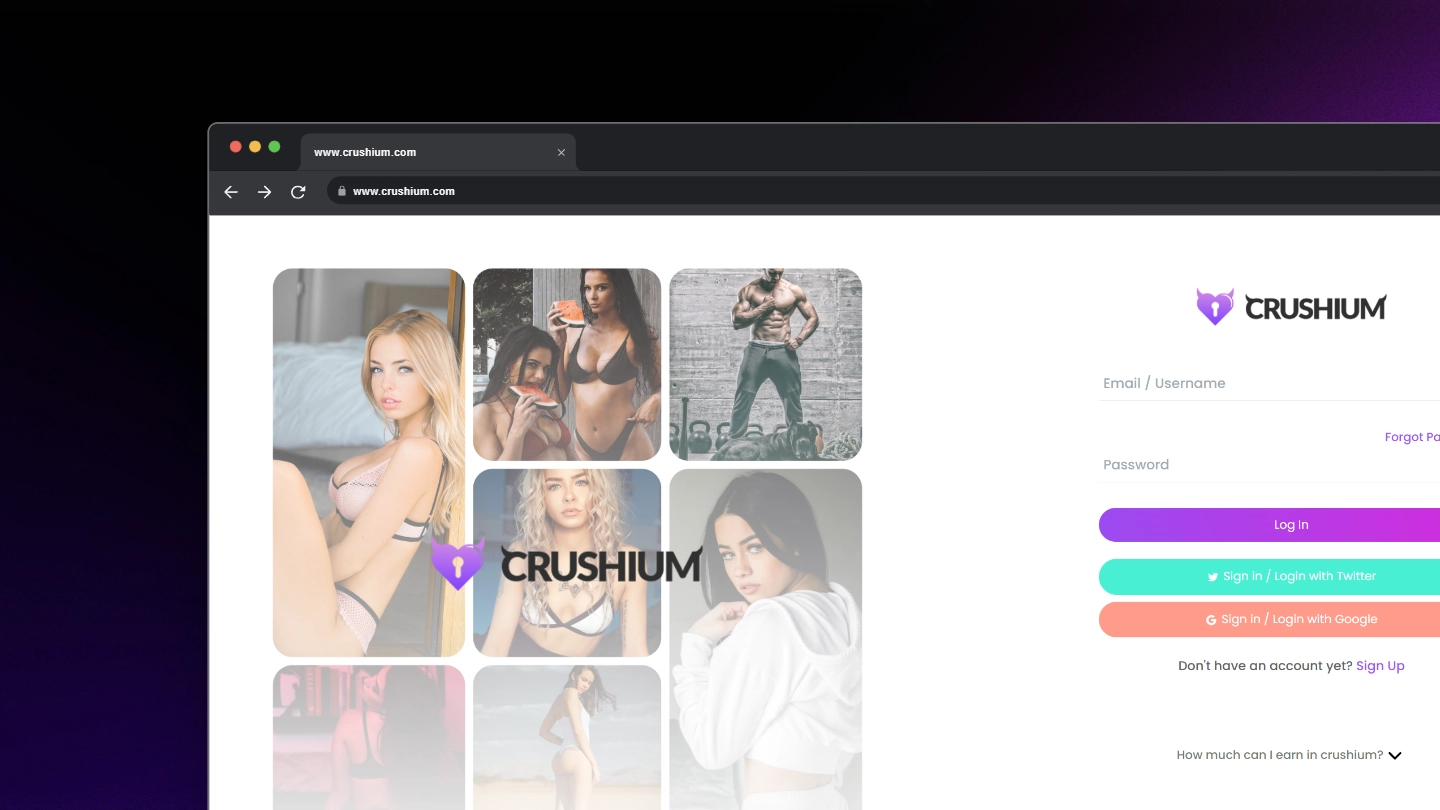 www.crushium.com
www.crushium.com
CRUSHIUM
Email / Username
Forgot Pa
Password
Log In
Sign in / Login with Twitter
Sign in / Login with Google
Don't have an account yet? Sign Up
How much can I earn in crushium?
CRUSHIUM